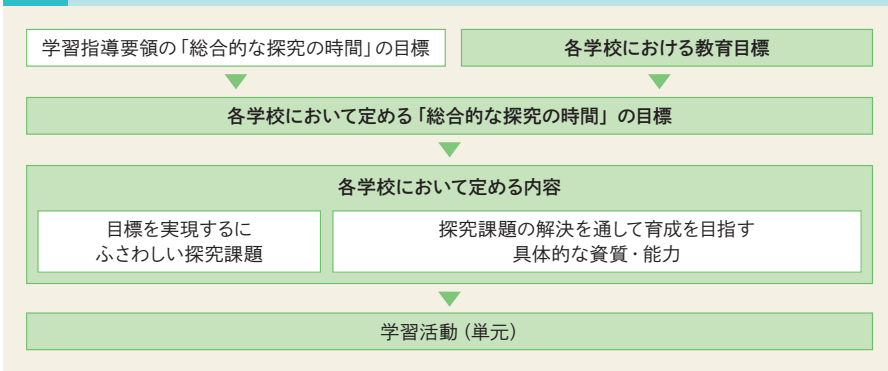 学習指導要領の「総合的な探究の時間」の目標
各学校における教育目標
各学校において定める「総合的な探究の時間」の目標
各学校において定める内容
目標を実現するに
ふさわしい探究課題
探究課題の解決を通して育成を目指す
具体的な資質・能力
学習活動(単元)